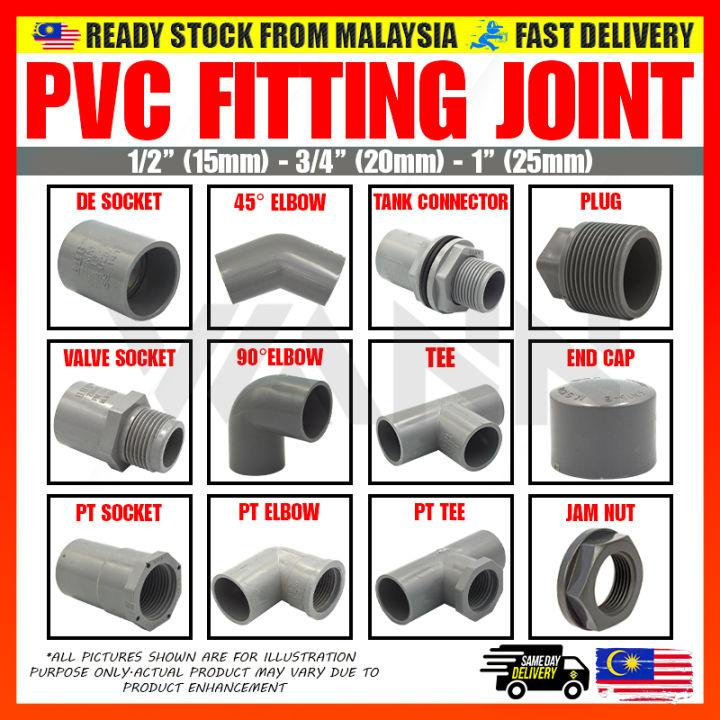 READY STOCK FROM MALAYSIA FAST DELIVERY
PVC FITTING JOINT
1/2” (15mm) - 3/4” (20mm) - 1” (25mm)
DE SOCKET
45° ELBOW
TANK CONNECTOR
PLUG
VALVE SOCKET
90°ELBOW
TEE
END CAP
PT SOCKET
PT ELBOW
PT TEE
JAM NUT
*ALL PICTURES SHOWN ARE FOR ILLUSTRATION
PURPOSE ONLY·ACTUAL PRODUCT MAY VARY DUE TO
PRODUCT ENHANCEMENT
SAME DAY
DELIVERY